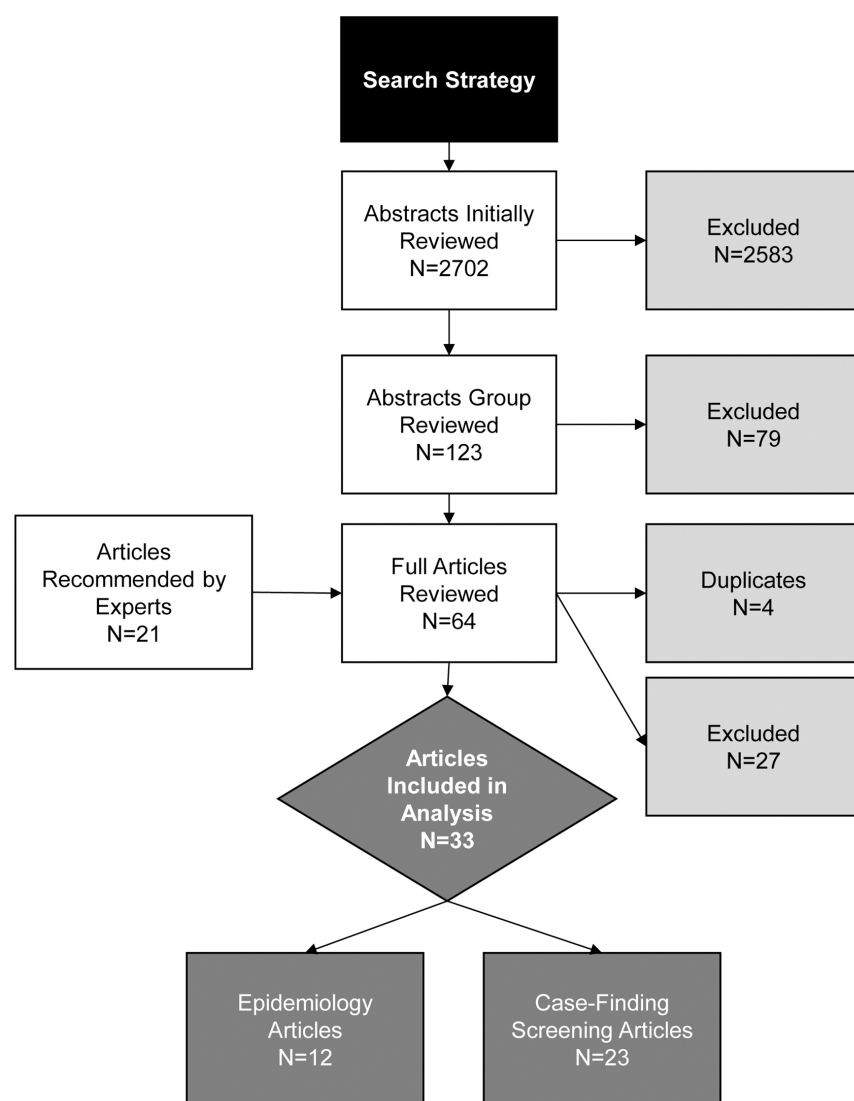 Search Strategy
Abstracts Initially
Reviewed
N=2702
Excluded
N=2583
Abstracts Group
Reviewed
N=123
Excluded
N=79
Articles
Recommended by
Experts
N=21
Full Articles
Reviewed
N=64
Duplicates
N=4
Excluded
N=27
Articles
Included in
Analysis
N=33
Epidemiology
Articles
N=12
Case-Finding
Screening Articles
N=23